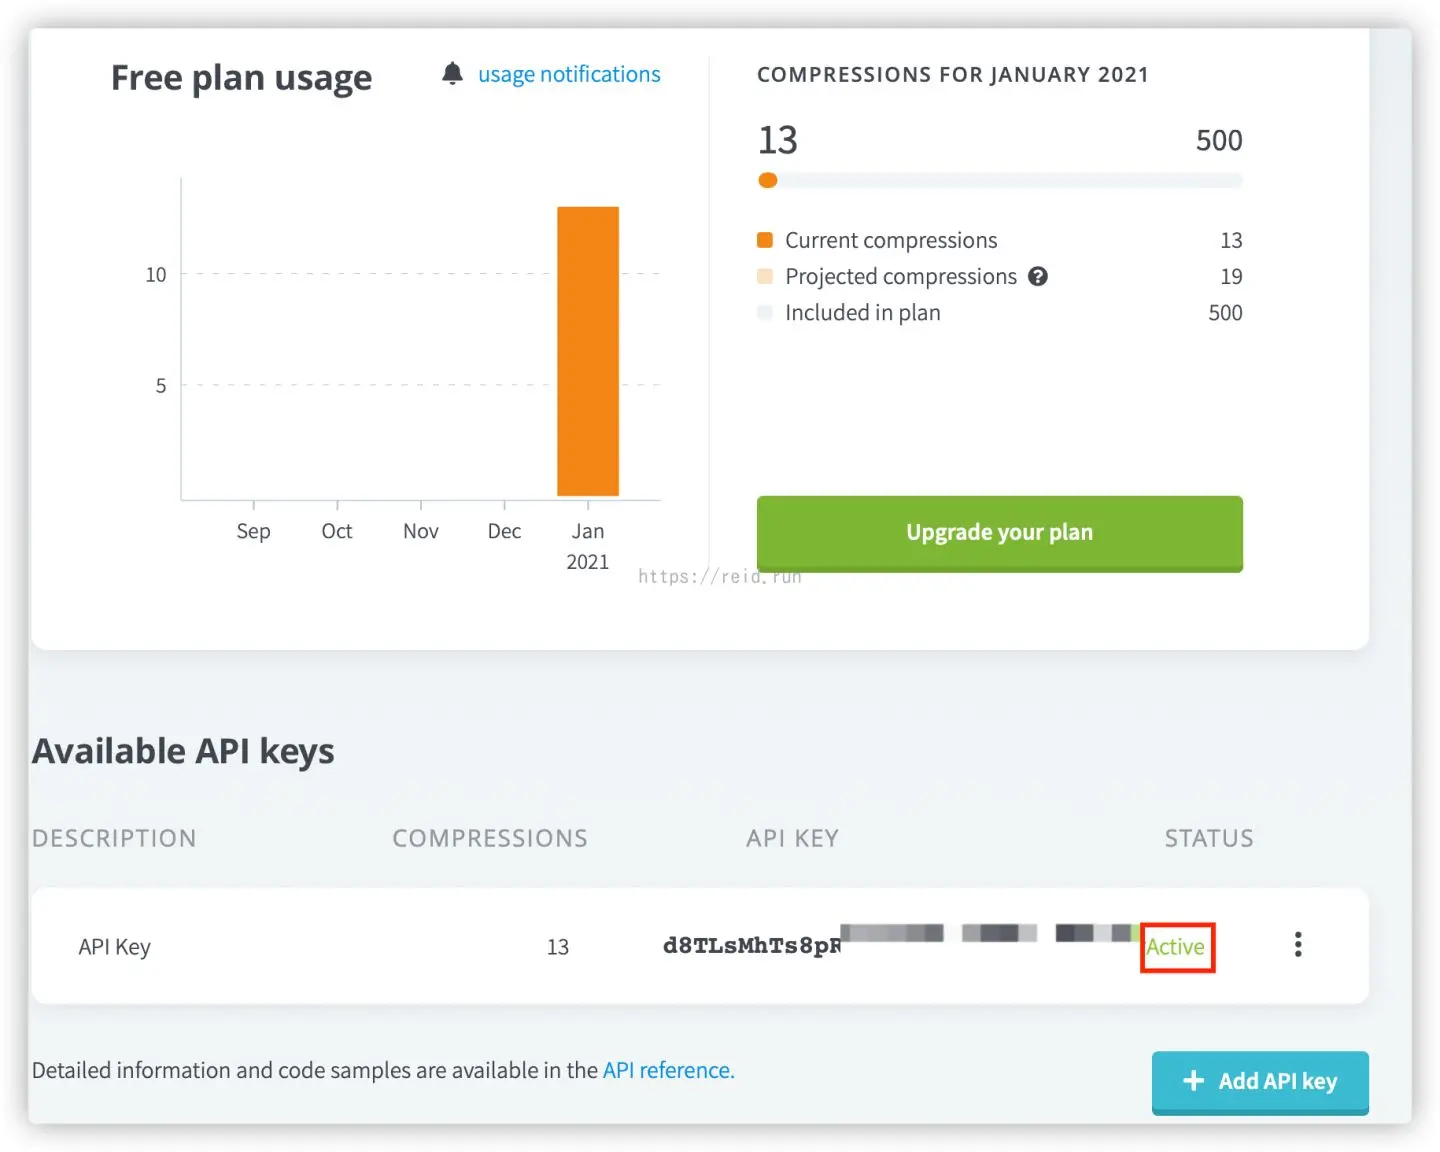 Free plan usage
usage notifications
10
5
Sep Oct Nov Dec Jan
2021
COMPRESSIONS FOR JANUARY 2021
13 500
Current compressions 13
Projected compressions ? 19
Included in plan 500
Upgrade your plan
https://reid.run
Available API keys
DESCRIPTION COMPRESSIONS API KEY STATUS
API Key 13 d8TLsMhTs8pR Active
Detailed information and code samples are available in the API reference.
+ Add API key